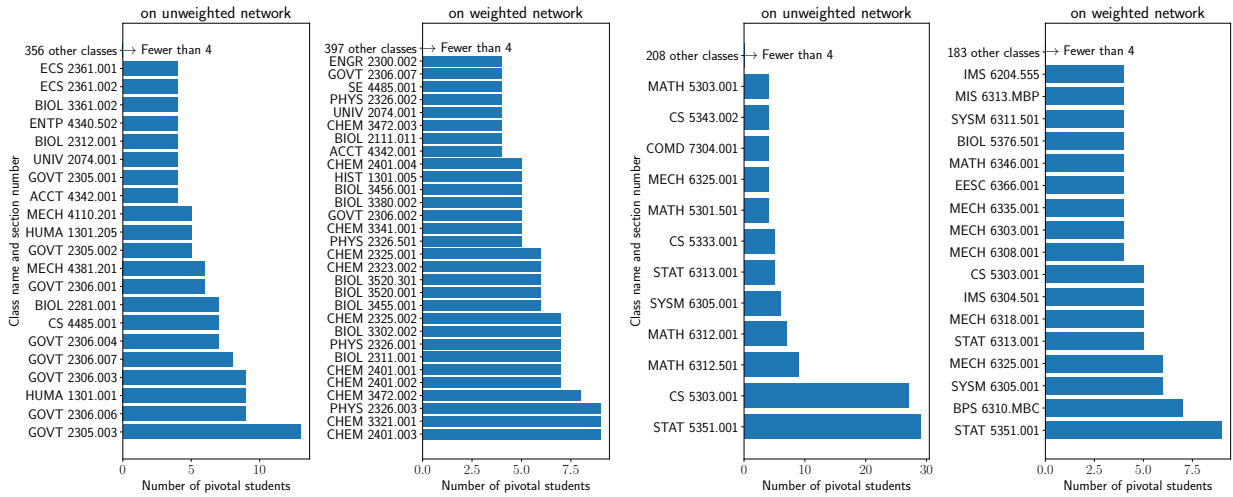 on unweighted network
Class name and section number
356 other classes → Fewer than 4
ECS 2361.001
ECS 2361.002
BIOL 3361.002
ENTP 4340.502
BIOL 2312.001
UNIV 2074.001
GOVT 2305.001
ACCT 4342.001
MECH 4110.201
HUMA 1301.205
GOVT 2305.002
MECH 4381.201
GOVT 2306.001
BIOL 2281.001
CS 4485.001
GOVT 2306.004
GOVT 2306.007
GOVT 2306.003
HUMA 1301.001
GOVT 2306.006
GOVT 2305.003
0 5 10
Number of pivotal students
on weighted network
397 other classes → Fewer than 4
ENGR 2300.002
GOVT 2306.007
SE 4485.001
PHYS 2326.002
UNIV 2074.001
CHEM 3472.003
BIOL 2111.011
ACCT 4342.001
CHEM 2401.004
HIST 1301.005
BIOL 3456.001
BIOL 3380.002
GOVT 2306.002
CHEM 3341.001
PHYS 2326.501
CHEM 2325.001
CHEM 2323.002
BIOL 3520.301
BIOL 3520.001
BIOL 3455.001
CHEM 2325.002
BIOL 3302.002
PHYS 2326.001
BIOL 2311.001
CHEM 2401.001
CHEM 2401.002
CHEM 3472.002
PHYS 2326.003
CHEM 3321.001
CHEM 2401.003
0.0 2.5 5.0 7.5
Number of pivotal students
on unweighted network
Class name and section number
208 other classes → Fewer than 4
MATH 5303.001
CS 5343.002
COMD 7304.001
MECH 6325.001
MATH 5301.501
CS 5333.001
STAT 6313.001
SYSM 6305.001
MATH 6312.001
MATH 6312.501
CS 5303.001
STAT 5351.001
0 10 20 30
Number of pivotal students
on weighted network
183 other classes → Fewer than 4
IMS 6204.555
MIS 6313.MBP
SYSM 6311.501
BIOL 5376.501
MATH 6346.001
EESC 6366.001
MECH 6335.001
MECH 6303.001
MECH 6308.001
CS 5303.001
IMS 6304.501
MECH 6318.001
STAT 6313.001
MECH 6325.001
SYSM 6305.001
BPS 6310.MBC
STAT 5351.001
0.0 2.5 5.0 7.5
Number of pivotal students